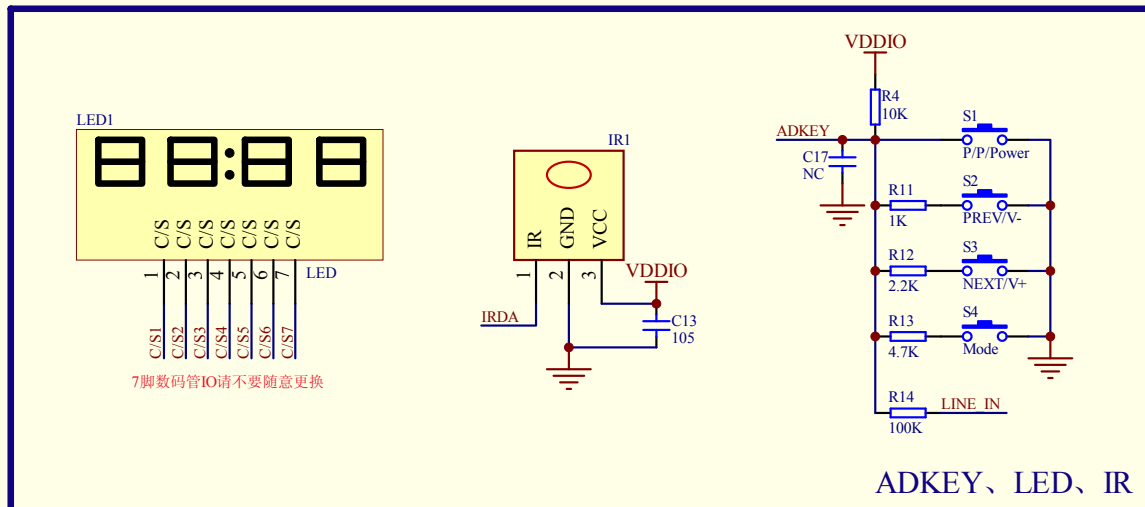 LED1
C/S
C/S
C/S
C/S
C/S
C/S
C/S
1
2
3
4
5
6
7
LED
C/S1
C/S2
C/S3
C/S4
C/S5
C/S6
C/S7
7脚数码管IO请不要随意更换
IR1
IR
GND
VCC
1
2
3
VDDIO
IRDA
C13
105
VDDIO
R4
10K
ADKEY
C17
NC
S1
P/P/Power
R11
1K
S2
PREV/V-
R12
2.2K
S3
NEXT/V+
R13
4.7K
S4
Mode
R14
100K
LINE_IN
ADKEY、LED、IR